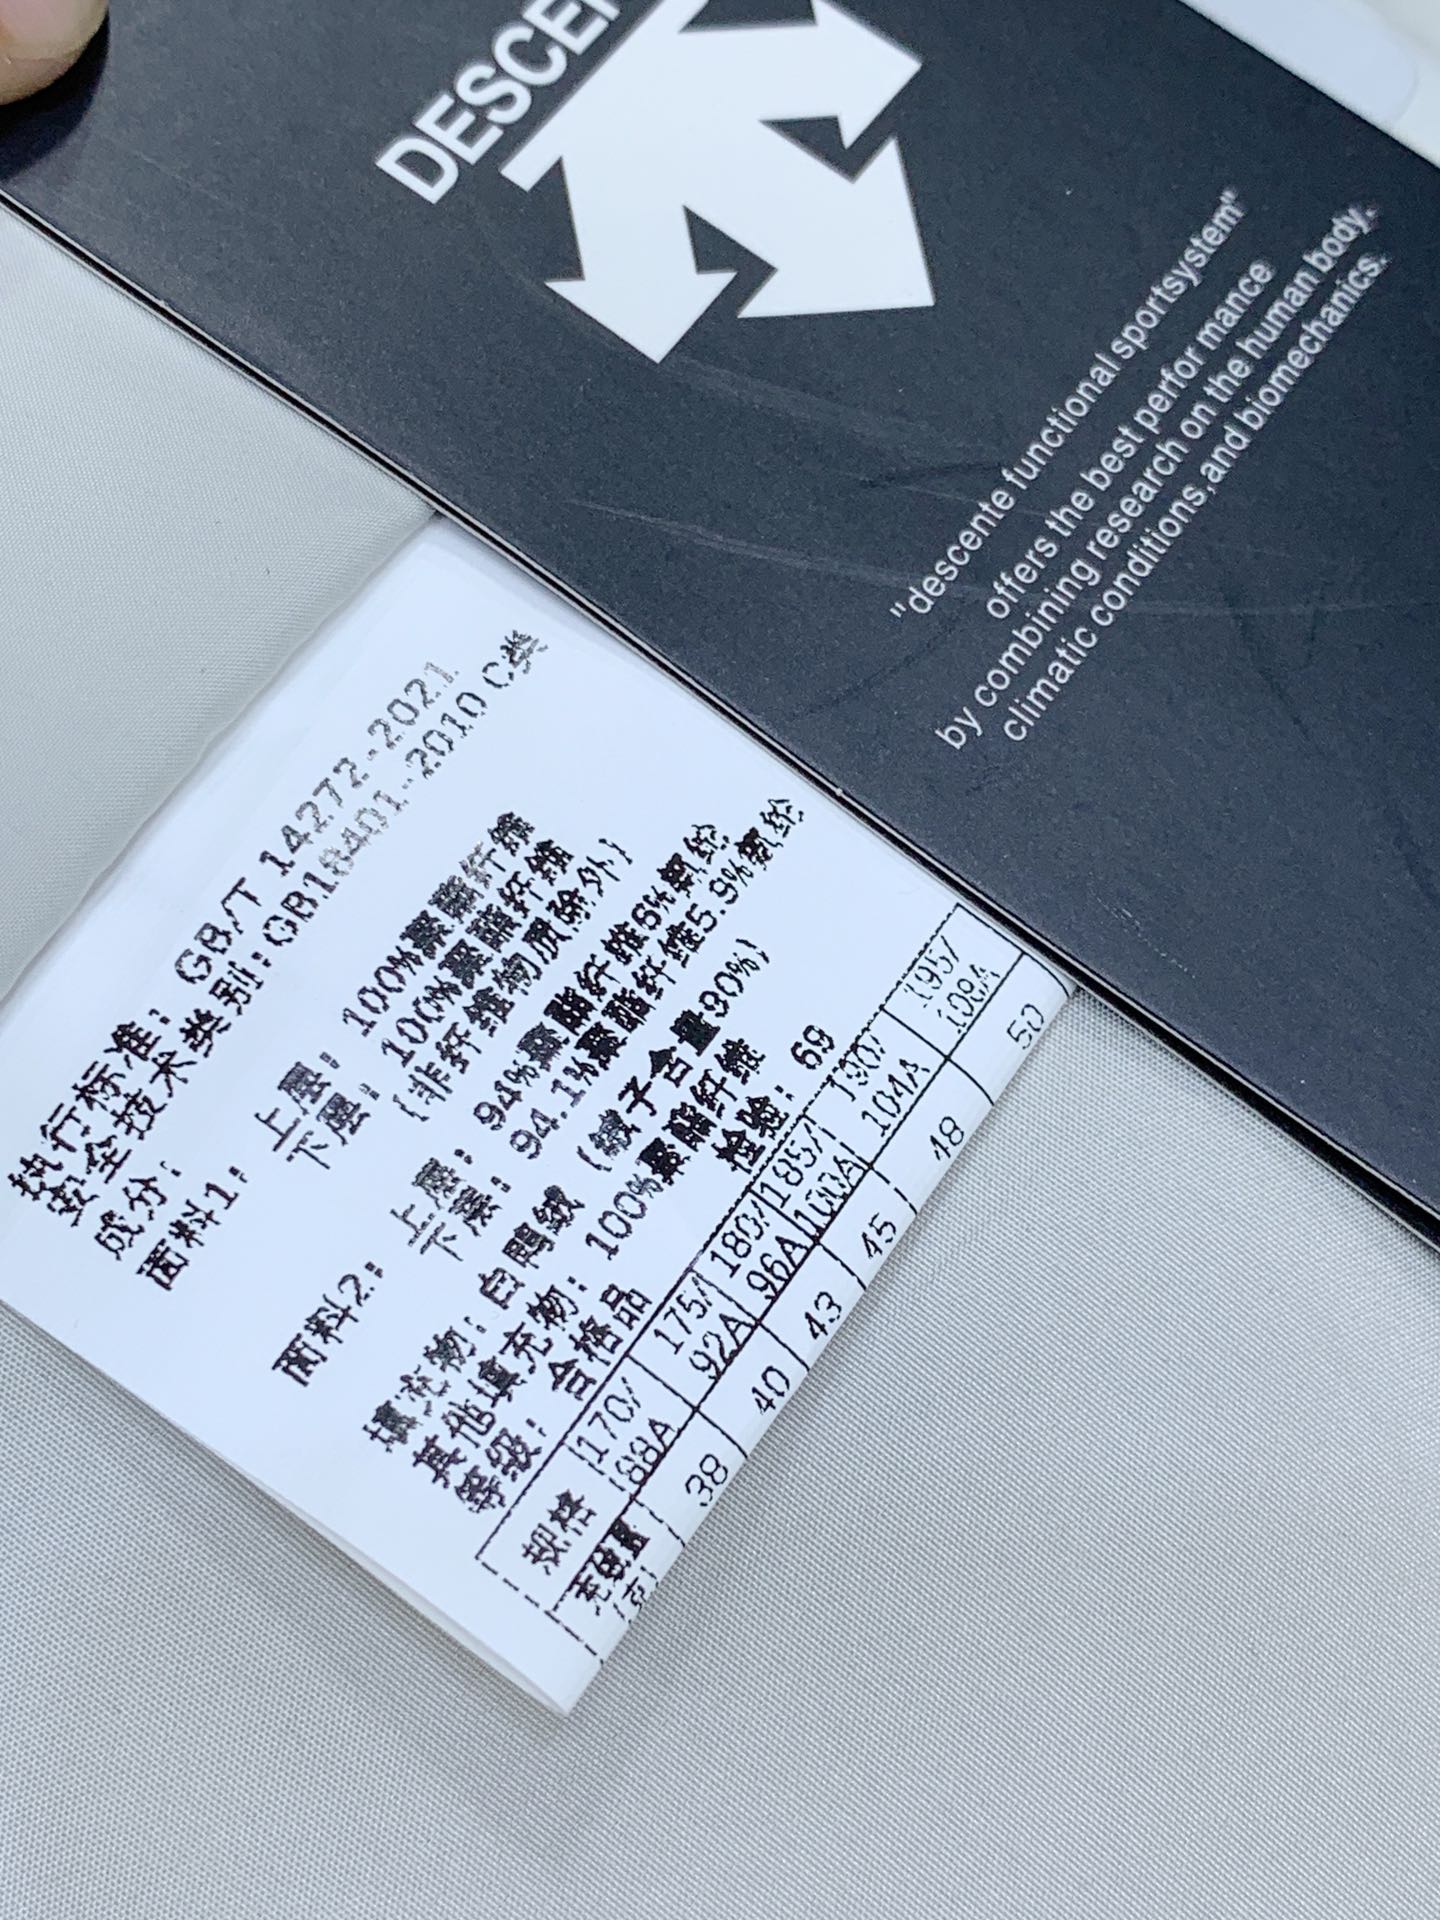 DESCE
"descente functional sportsystem"
offers the best perfor mance
by combining research on the human body,
climatic conditions,and biomechanics.
执行标准: GB/T 14272-2021
安全技术类别: GB18401-2010 C类
成分:
面料1: 上层: 100%聚酯纤维
下层: 100%聚酯纤维
(非纤维物质除外)
面料2: 上层: 94%聚酯纤维6%氨纶
下层: 94.1%聚酯纤维5.9%氨纶
填充物: 白鸭绒 (绒子含量90%)
其他填充物: 100%聚酯纤维
等级: 合格品 检验: 69
规格 170/88A 175/92A 180/96A 185/100A 190/104A 195/108A
充绒量(克) 38 40 43 45 48 50